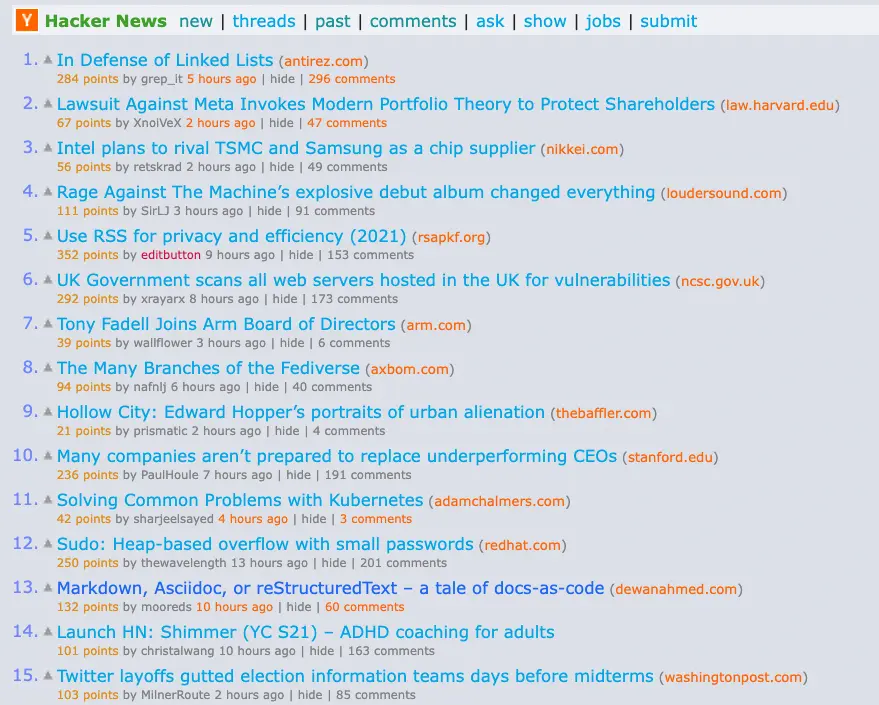 Y Hacker News new | threads | past | comments | ask | show | jobs | submit
1. In Defense of Linked Lists (antirez.com)
284 points by grep_it 5 hours ago | hide | 296 comments
2. Lawsuit Against Meta Invokes Modern Portfolio Theory to Protect Shareholders (law.harvard.edu)
67 points by XnoiVeX 2 hours ago | hide | 47 comments
3. Intel plans to rival TSMC and Samsung as a chip supplier (nikkei.com)
56 points by retskrad 2 hours ago | hide | 49 comments
4. Rage Against The Machine’s explosive debut album changed everything (loudersound.com)
111 points by SirLJ 3 hours ago | hide | 91 comments
5. Use RSS for privacy and efficiency (2021) (rsapkf.org)
352 points by editbutton 9 hours ago | hide | 153 comments
6. UK Government scans all web servers hosted in the UK for vulnerabilities (ncsc.gov.uk)
292 points by xrayarx 8 hours ago | hide | 173 comments
7. Tony Fadell Joins Arm Board of Directors (arm.com)
39 points by wallflower 3 hours ago | hide | 6 comments
8. The Many Branches of the Fediverse (axbom.com)
94 points by nafnlj 6 hours ago | hide | 40 comments
9. Hollow City: Edward Hopper’s portraits of urban alienation (thebaffler.com)
21 points by prismatic 2 hours ago | hide | 4 comments
10. Many companies aren’t prepared to replace underperforming CEOs (stanford.edu)
236 points by PaulHoule 7 hours ago | hide | 191 comments
11. Solving Common Problems with Kubernetes (adamchalmers.com)
42 points by sharjeelsayed 4 hours ago | hide | 3 comments
12. Sudo: Heap-based overflow with small passwords (redhat.com)
250 points by thewavelength 13 hours ago | hide | 201 comments
13. Markdown, Asciidoc, or reStructuredText – a tale of docs-as-code (dewanahmed.com)
132 points by mooreds 10 hours ago | hide | 60 comments
14. Launch HN: Shimmer (YC S21) – ADHD coaching for adults
101 points by christalwang 10 hours ago | hide | 163 comments
15. Twitter layoffs gutted election information teams days before midterms (washingtonpost.com)
103 points by MilnerRoute 2 hours ago | hide | 85 comments